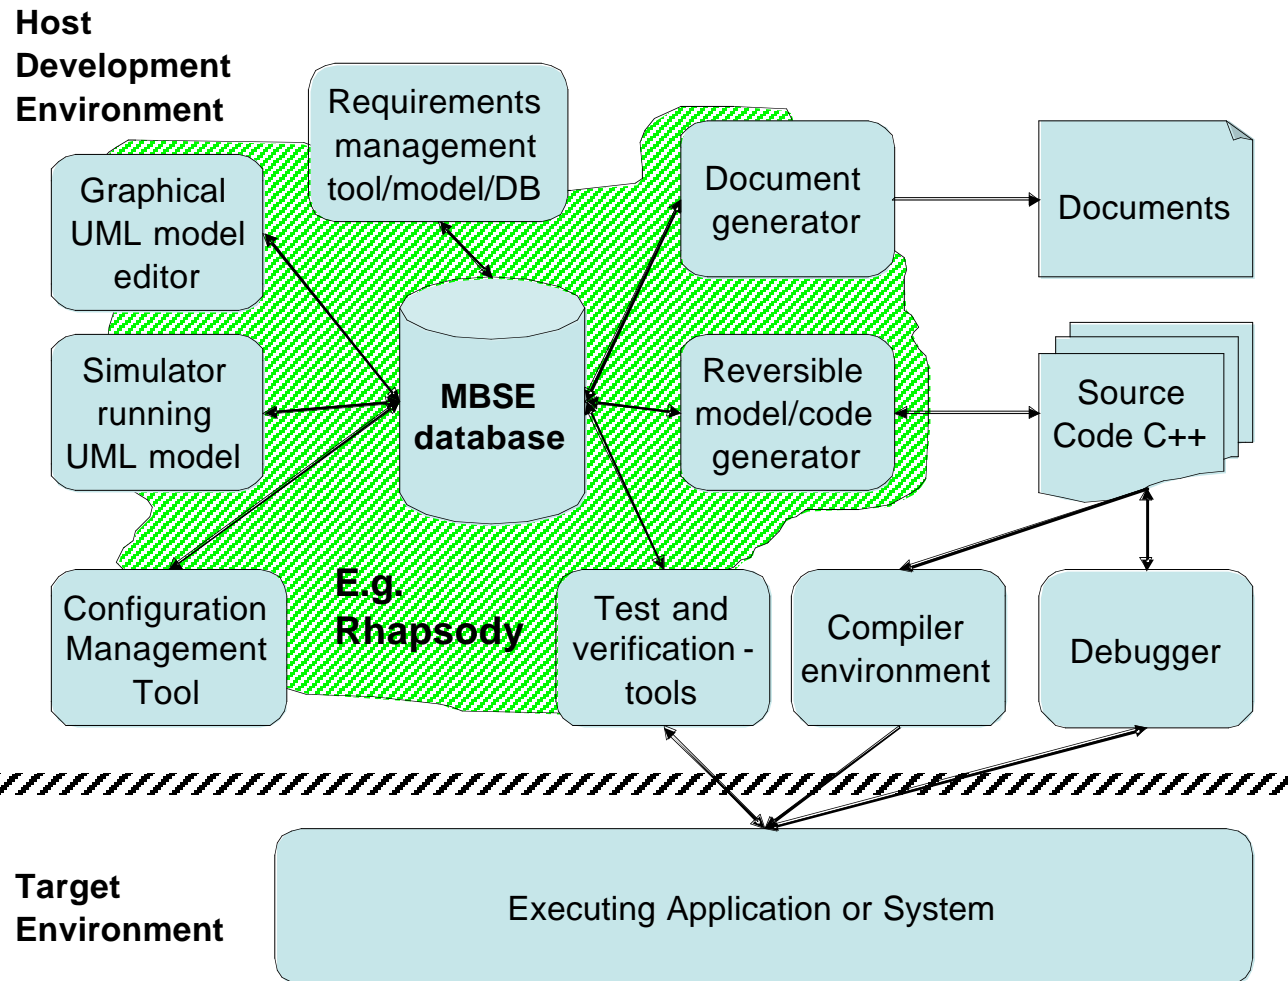 Host
Development
Environment
Requirements
management
tool/model/DB
Graphical
UML model
editor
Document
generator
Documents
Simulator
running
UML model
MBSE
database
Reversible
model/code
generator
Source
Code C++
E.g.
Rhapsody
Configuration
Management
Tool
Test and
verification -
tools
Compiler
environment
Debugger
Target
Environment
Executing Application or System